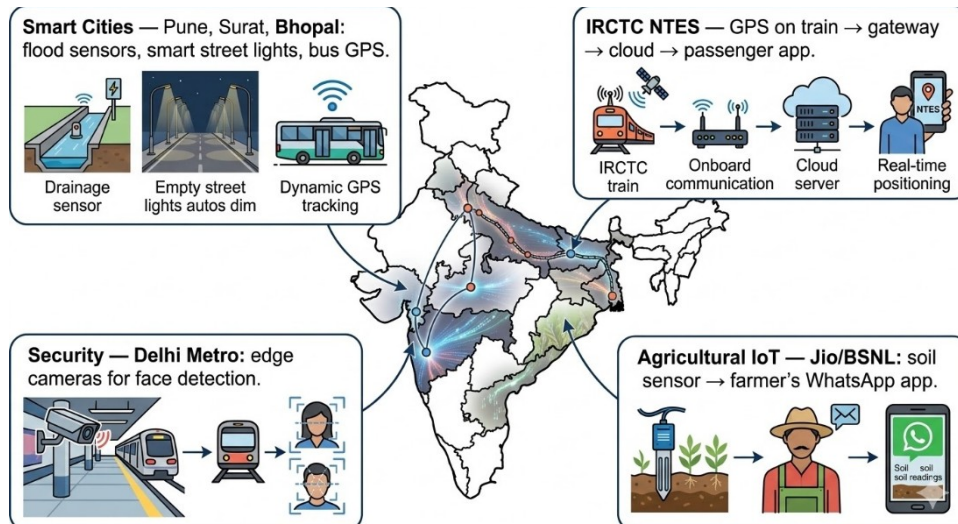 Smart Cities — Pune, Surat, Bhopal:
flood sensors, smart street lights, bus GPS.
Drainage
sensor
Empty street
lights autos dim
Dynamic GPS
tracking
IRCTC NTES — GPS on train → gateway
→ cloud → passenger app.
NTES
IRCTC
train
Onboard
communication
Cloud
server
Real-time
positioning
Security — Delhi Metro: edge
cameras for face detection.
Agricultural IoT — Jio/BSNL: soil
sensor → farmer's WhatsApp app.
Soil soil
soil readings